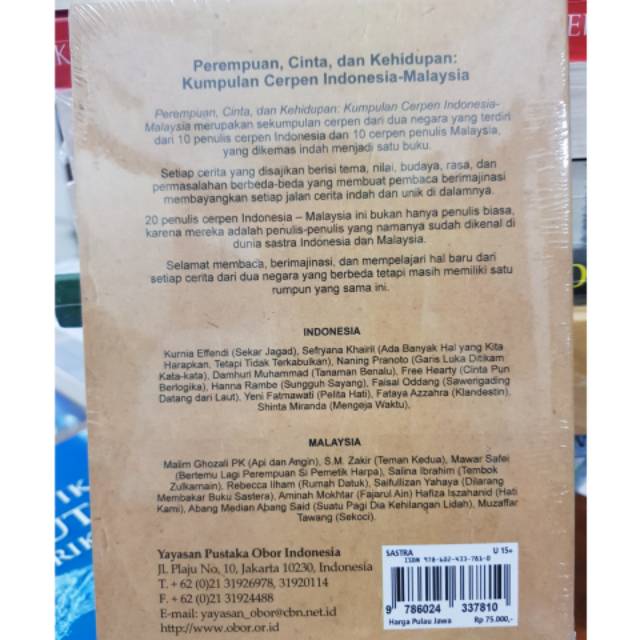 Perempuan, Cinta, dan Kehidupan:
Kumpulan Cerpen Indonesia-Malaysia
Perempuan, Cinta, dan Kehidupan: Kumpulan Cerpen Indonesia-
Malaysia merupakan sekumpulan cerpen dari dua negara yang terdiri
dari 10 penulis cerpen Indonesia dan 10 cerpen penulis Malaysia,
yang dikemas indah menjadi satu buku.
Setiap cerita yang disajikan berisi tema, nilai, budaya, rasa, dan
permasalahan berbeda-beda yang membuat pembaca berimajinasi
membayangkan setiap jalan cerita indah dan unik di dalamnya.
20 penulis cerpen Indonesia – Malaysia ini bukan hanya penulis biasa,
karena mereka adalah penulis-penulis yang namanya sudah dikenal di
dunia sastra Indonesia dan Malaysia.
Selamat membaca, berimajinasi, dan mempelajari hal baru dari
setiap cerita dari dua negara yang berbeda tetapi masih memiliki satu
rumpun yang sama ini.
INDONESIA
Kurnia Effendi (Sekar Jagad), Sefryana Khairil (Ada Banyak Hal yang Kita
Harapkan, Tetapi Tidak Terkabulkan), Naning Pranoto (Garis Luka Ditikam
Kata-kata), Damhuri Muhammad (Tanaman Benalu), Free Hearty (Cinta Pun
Berlogika), Hanna Rambe (Sungguh Sayang), Faisal Oddang (Sawerigading
Datang dari Laut), Yeni Fatmawati (Pelita Hati), Fataya Azzahra (Klandestin),
Shinta Miranda (Mengeja Waktu),
MALAYSIA
Malim Ghozali PK (Api dan Angin), S.M. Zakir (Teman Kedua), Mawar Safei
(Bertemu Lagi Perempuan Si Pemetik Harpa), Salina Ibrahim (Tembok
Zulkarnain), Rebecca Ilham (Rumah Datuk), Saifullizan Yahaya (Dilarang
Membakar Buku Sastera), Aminah Mokhtar (Fajarul Ain) Hafiza Iszahanid (Hati
Kami), Abang Median Abang Said (Suatu Pagi Dia Kehilangan Lidah), Muzaffar
Tawang (Sekoci).
Yayasan Pustaka Obor Indonesia
Jl. Plaju No. 10, Jakarta 10230, Indonesia
T. + 62 (0)21 31926978, 31920114
F. + 62 (0)21 31924488
E-mail: yayasan_obor@cbn.net.id
http://www.obor.or.id
SASTRA U 15+
ISBN 978-602-433-781-0
9 786024 337810
Harga Pulau Jawa Rp 75.000,-